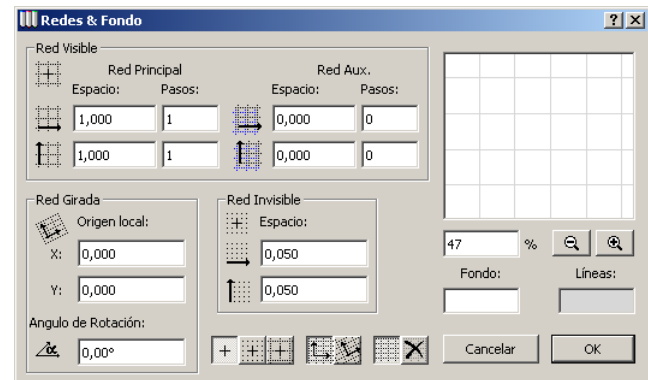 Redes & Fondo
Red Visible
Red Principal
Red Aux.
Espacio: Pasos: Espacio: Pasos:
1,000 1 0,000 0
1,000 1 0,000 0
Red Girada
Origen local:
X: 0,000
Y: 0,000
Angulo de Rotación:
α 0,00°
Red Invisible
Espacio:
0,050
0,050
47 %
Fondo: Líneas:
Cancelar OK